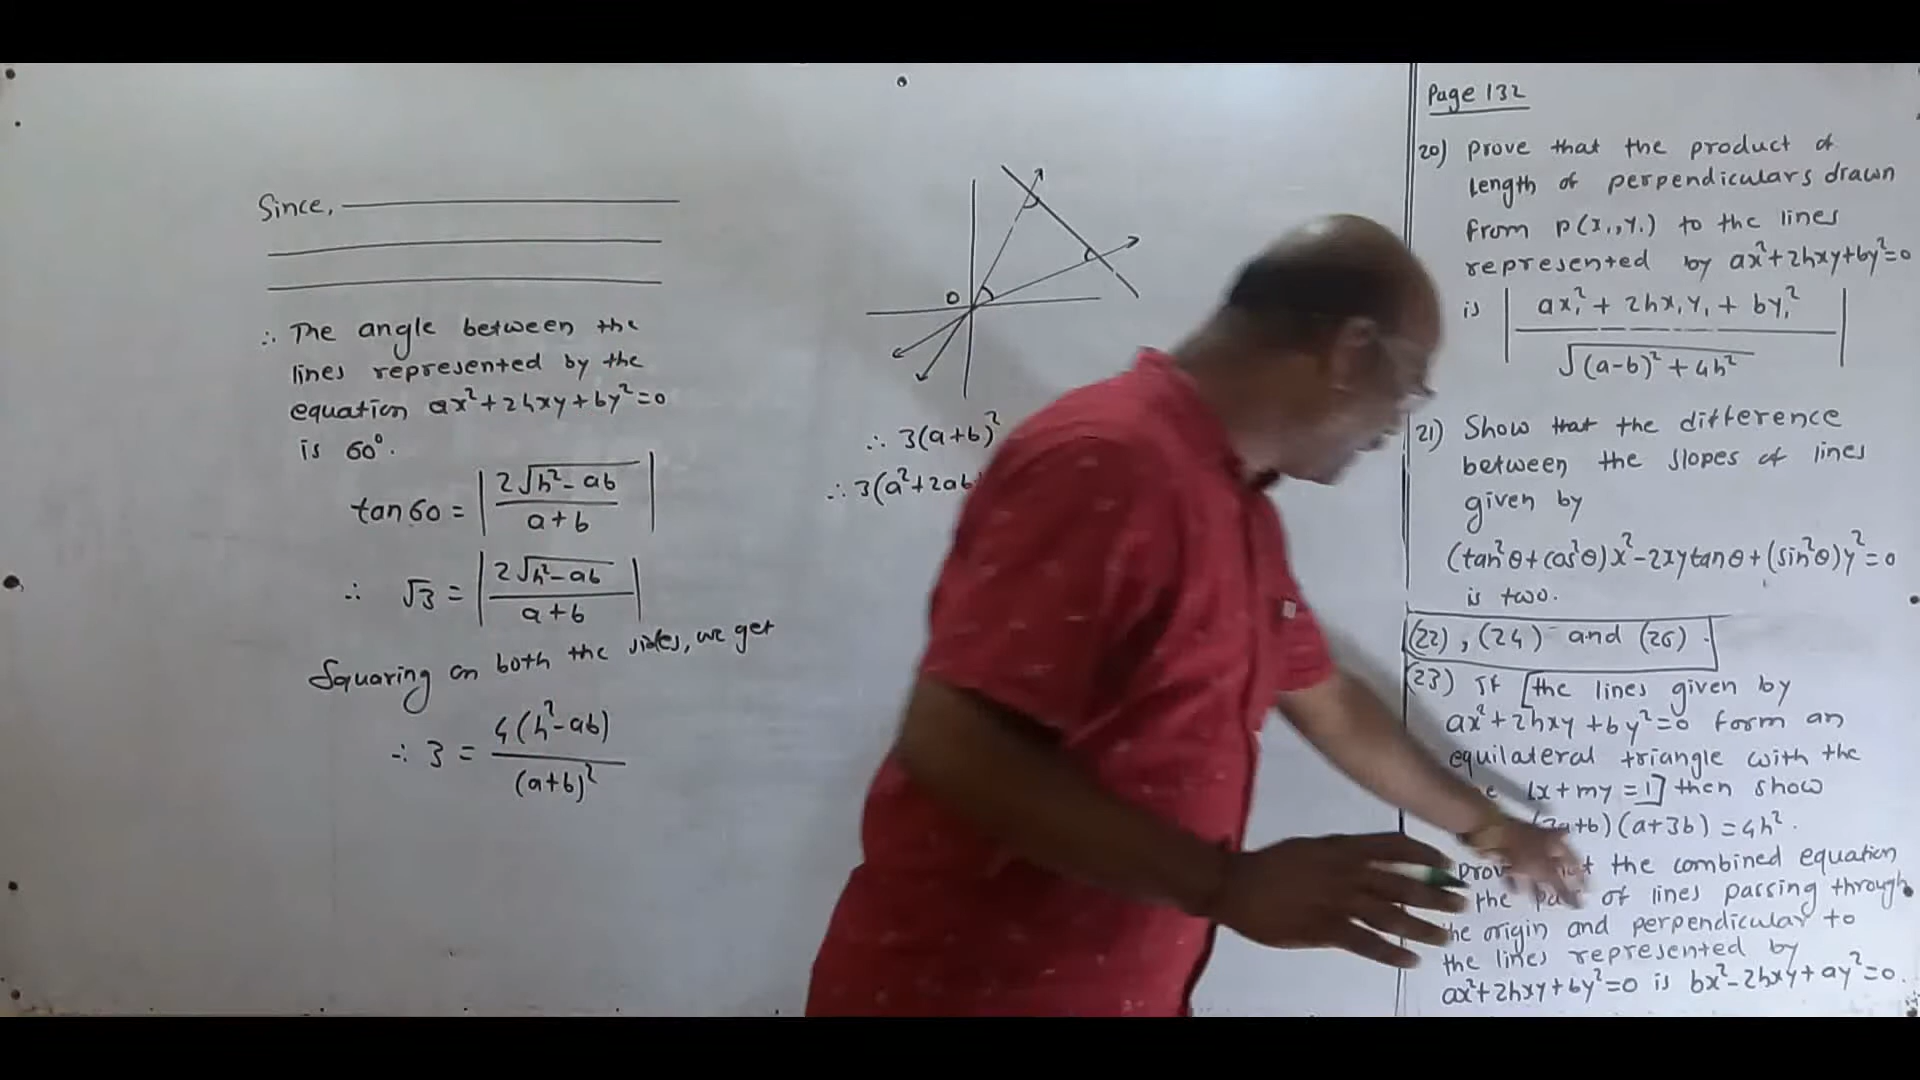 Since,
∴ The angle between the
lines represented by the
equation ax²+2hxy+by²=0
is 60°.
tan60 = |2√h²-ab / a+b|
∴ √3 = |2√h²-ab / a+b|
Squaring on both the sides, we get
∴ 3 = 4(h²-ab) / (a+b)²
O
∴ 3(a+b)²
∴ 3(a²+2ab
Page 132
20) Prove that the product of
length of perpendiculars drawn
from P(x₁,y₁) to the lines
represented by ax²+2hxy+by²=0
is |ax₁²+2hx₁y₁+by₁² / √(a-b)²+4h²|
21) Show that the difference
between the slopes of lines
given by
(tan²θ+cos²θ)x²-2xytanθ+(sin²θ)y²=0
is two.
(22), (24) and (26).
(23) If [the lines given by
ax²+2hxy+by²=0 form an
equilateral triangle with the
lx+my=1] then show
a+b)(a+3b)=4h².
the combined equation
the of lines passing through
the origin and perpendicular to
the lines represented by
ax²+2hxy+by²=0 is bx²-2hxy+ay²=0.